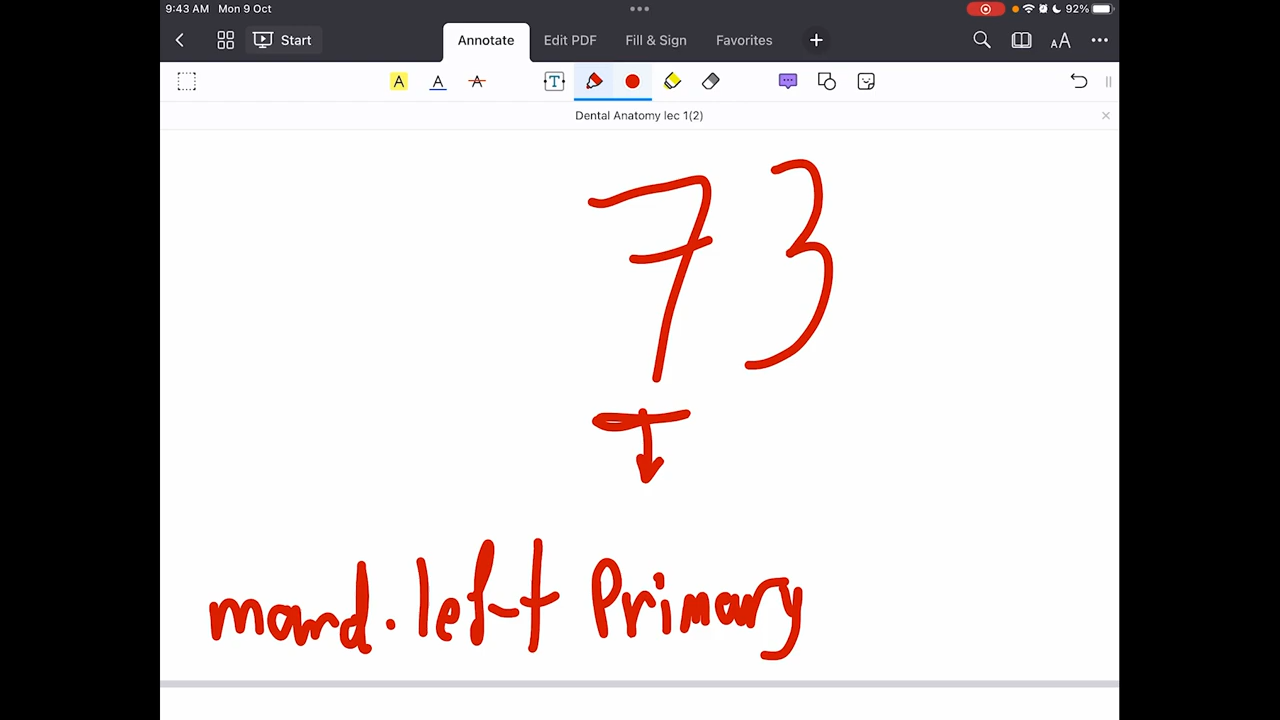 9:43 AM Mon 9 Oct 92%
Start Annotate Edit PDF Fill & Sign Favorites + AA
A A A T
Dental Anatomy lec 1(2)
73
mand. left Primary